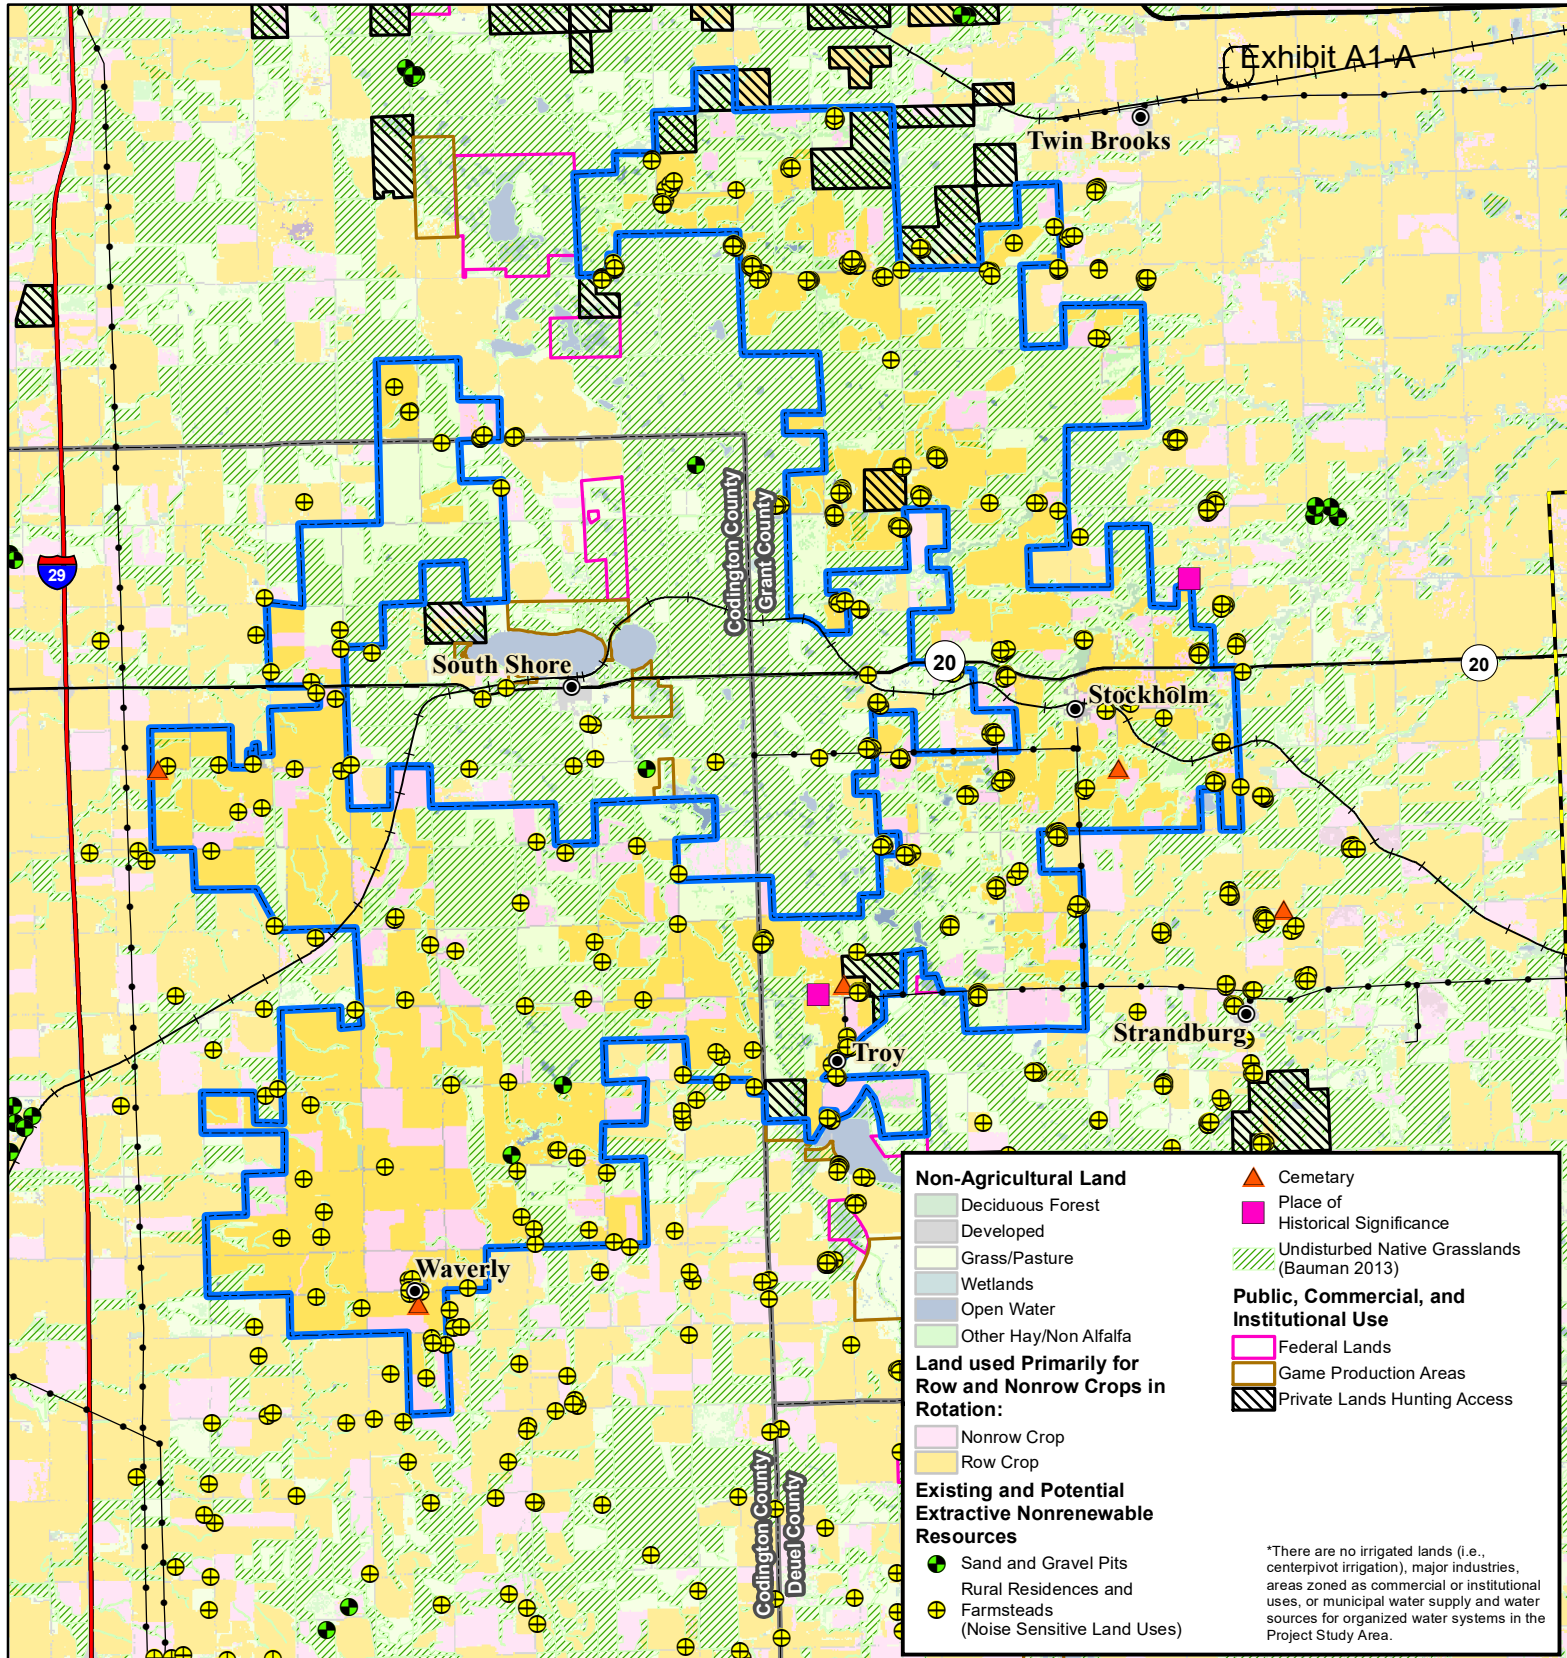 Exhibit A1-A
Twin Brooks
Codington County
Grant County
29
South Shore
20
20
Stockholm
Strandburg
Troy
Waverly
Codington County
Deuel County
Non-Agricultural Land
Deciduous Forest
Developed
Grass/Pasture
Wetlands
Open Water
Other Hay/Non Alfalfa
Land used Primarily for
Row and Nonrow Crops in
Rotation:
Nonrow Crop
Row Crop
Existing and Potential
Extractive Nonrenewable
Resources
Sand and Gravel Pits
Rural Residences and
Farmsteads
(Noise Sensitive Land Uses)
Cemetary
Place of
Historical Significance
Undisturbed Native Grasslands
(Bauman 2013)
Public, Commercial, and
Institutional Use
Federal Lands
Game Production Areas
Private Lands Hunting Access
*There are no irrigated lands (i.e.,
centerpivot irrigation), major industries,
areas zoned as commercial or institutional
uses, or municipal water supply and water
sources for organized water systems in the
Project Study Area.